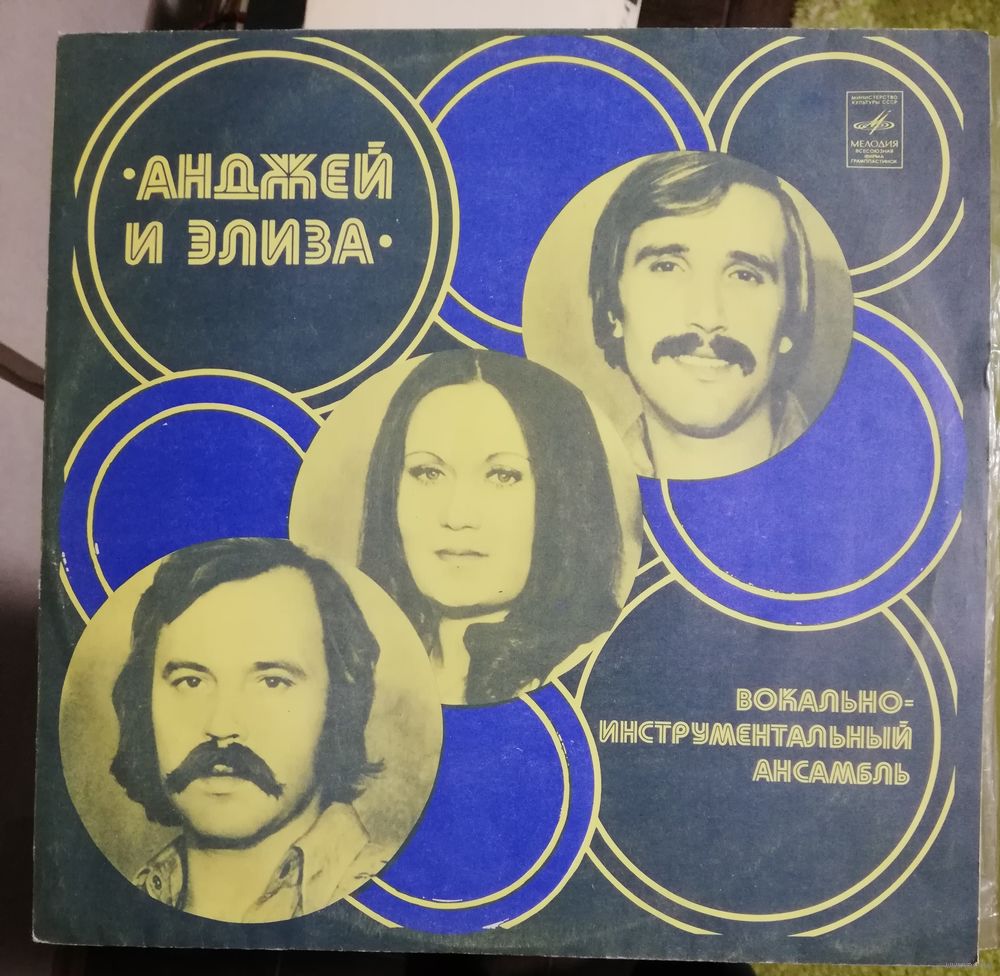 ·АНДЖЕЙ
И ЭЛИЗА·
МИНИСТЕРСТВО
КУЛЬТУРЫ СССР
МЕЛОДИЯ
ВСЕСОЮЗНАЯ
ФИРМА
ГРАМПЛАСТИНОК
ВОКАЛЬНО-
ИНСТРУМЕНТАЛЬНЫЙ
АНСАМБЛЬ